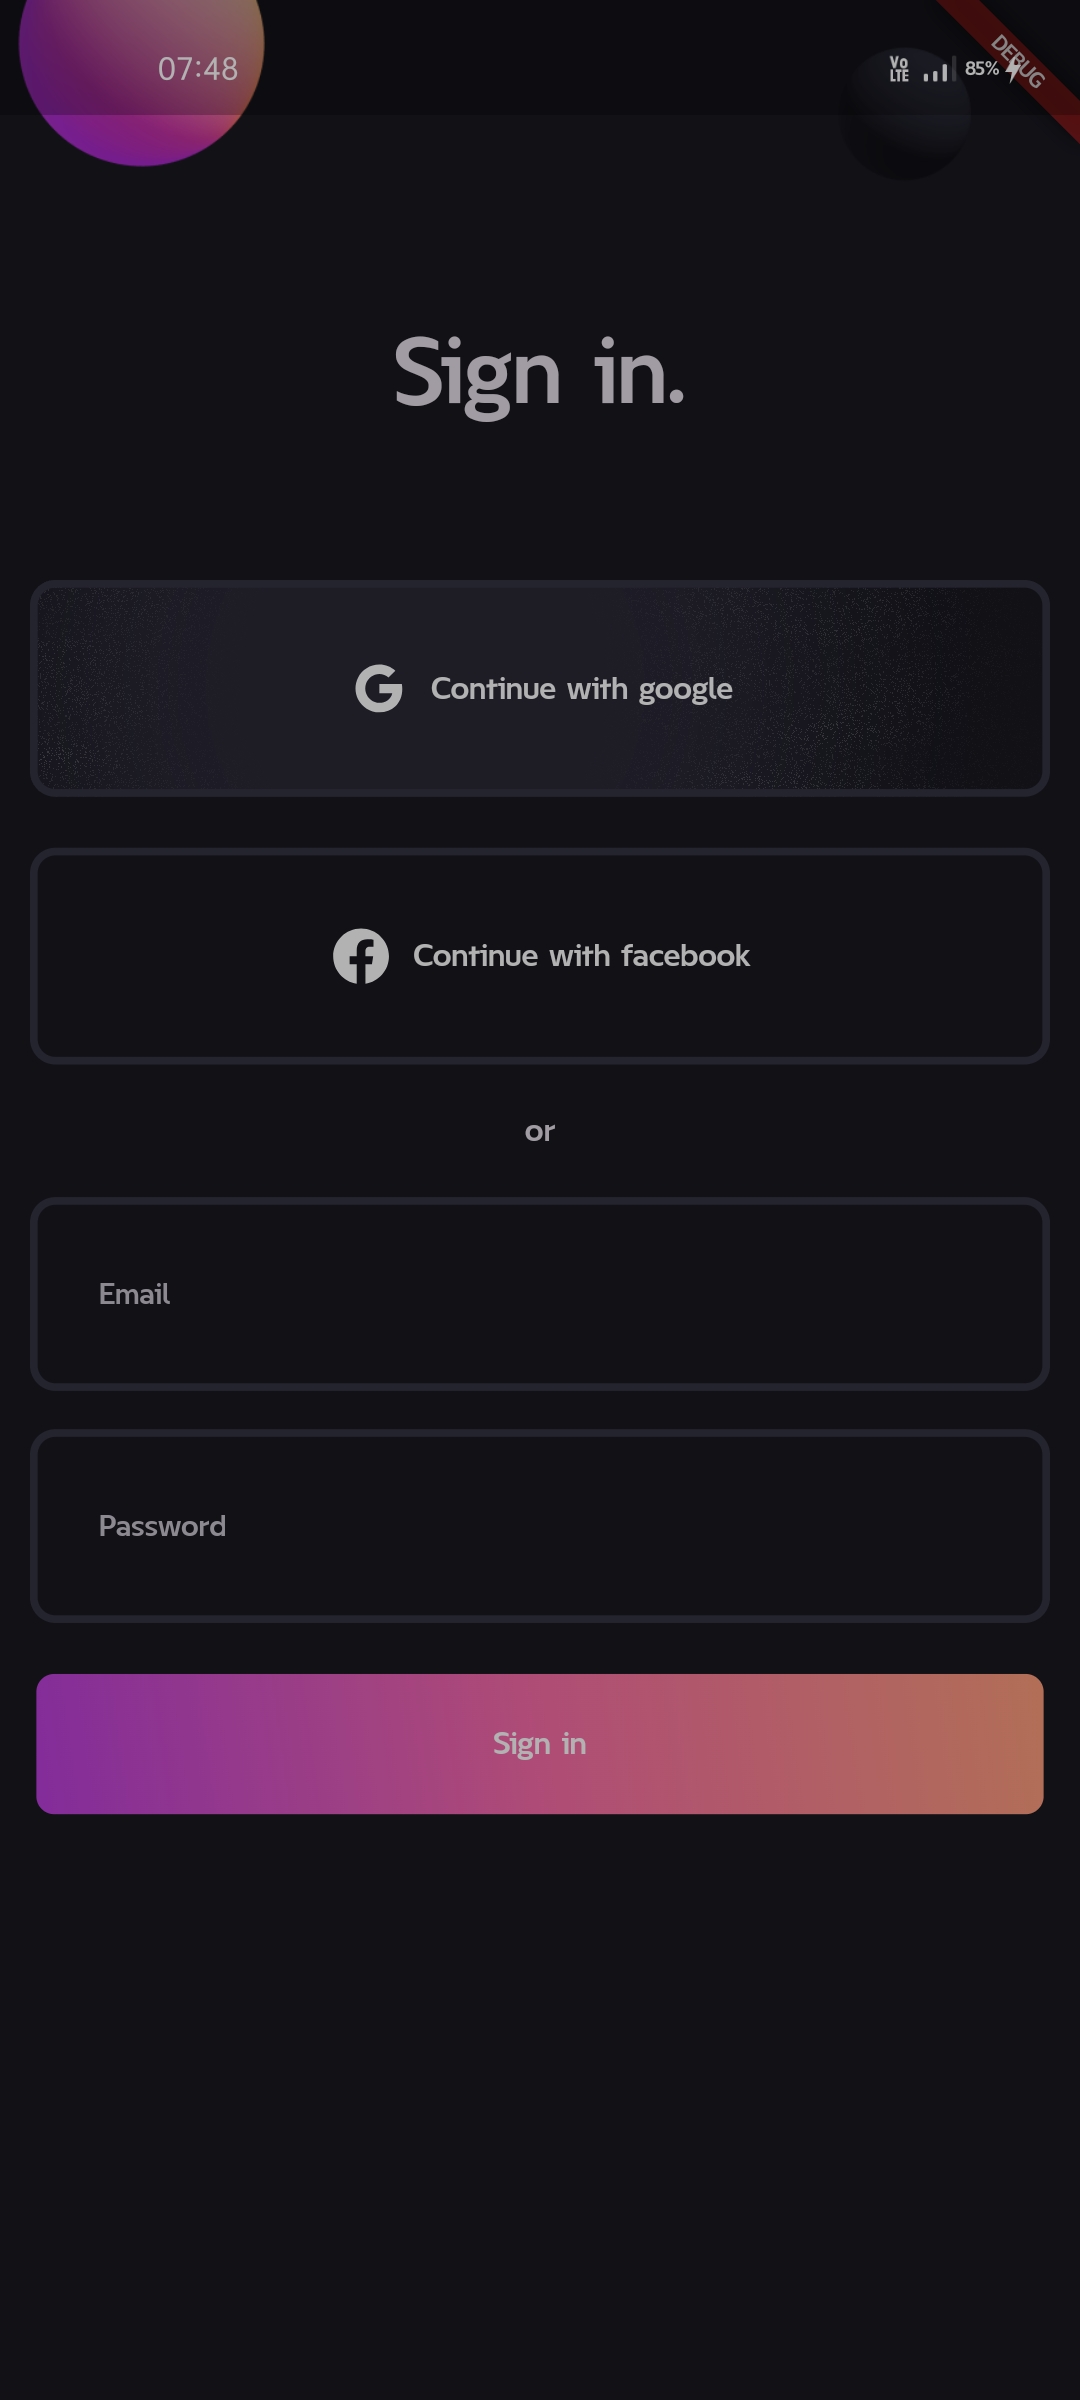 07:48
Vo
LTE
85%
DEBUG
Sign in.
Continue with google
Continue with facebook
or
Email
Password
Sign in